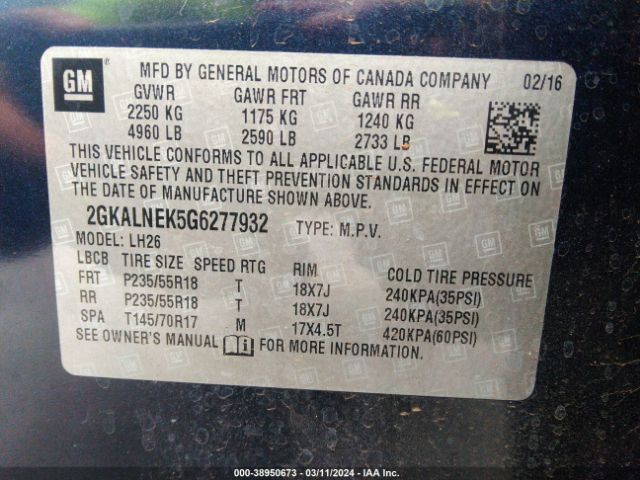 GM
MFD BY GENERAL MOTORS OF CANADA COMPANY 02/16
GVWR GAWR FRT GAWR RR
2250 KG 1175 KG 1240 KG
4960 LB 2590 LB 2733 LB
THIS VEHICLE CONFORMS TO ALL APPLICABLE U.S. FEDERAL MOTOR
VEHICLE SAFETY AND THEFT PREVENTION STANDARDS IN EFFECT ON
THE DATE OF MANUFACTURE SHOWN ABOVE.
2GKALNEK5G6277932 TYPE: M.P.V.
MODEL: LH26
LBCB TIRE SIZE SPEED RTG RIM COLD TIRE PRESSURE
FRT P235/55R18 T 18X7J 240KPA(35PSI)
RR P235/55R18 T 18X7J 240KPA(35PSI)
SPA T145/70R17 M 17X4.5T 420KPA(60PSI)
SEE OWNER'S MANUAL FOR MORE INFORMATION.
000-38950673 - 03/11/2024 - IAA Inc.